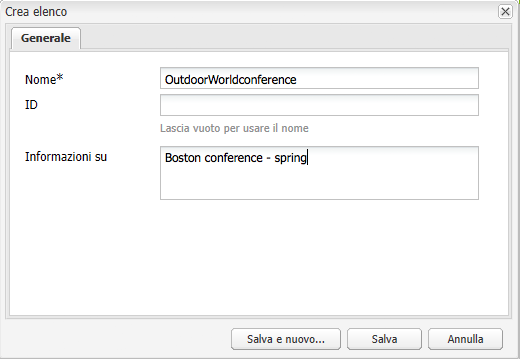 Crea elenco
Generale
Nome* OutdoorWorldconference
ID
Lascia vuoto per usare il nome
Informazioni su Boston conference - spring
Salva e nuovo... Salva Annulla